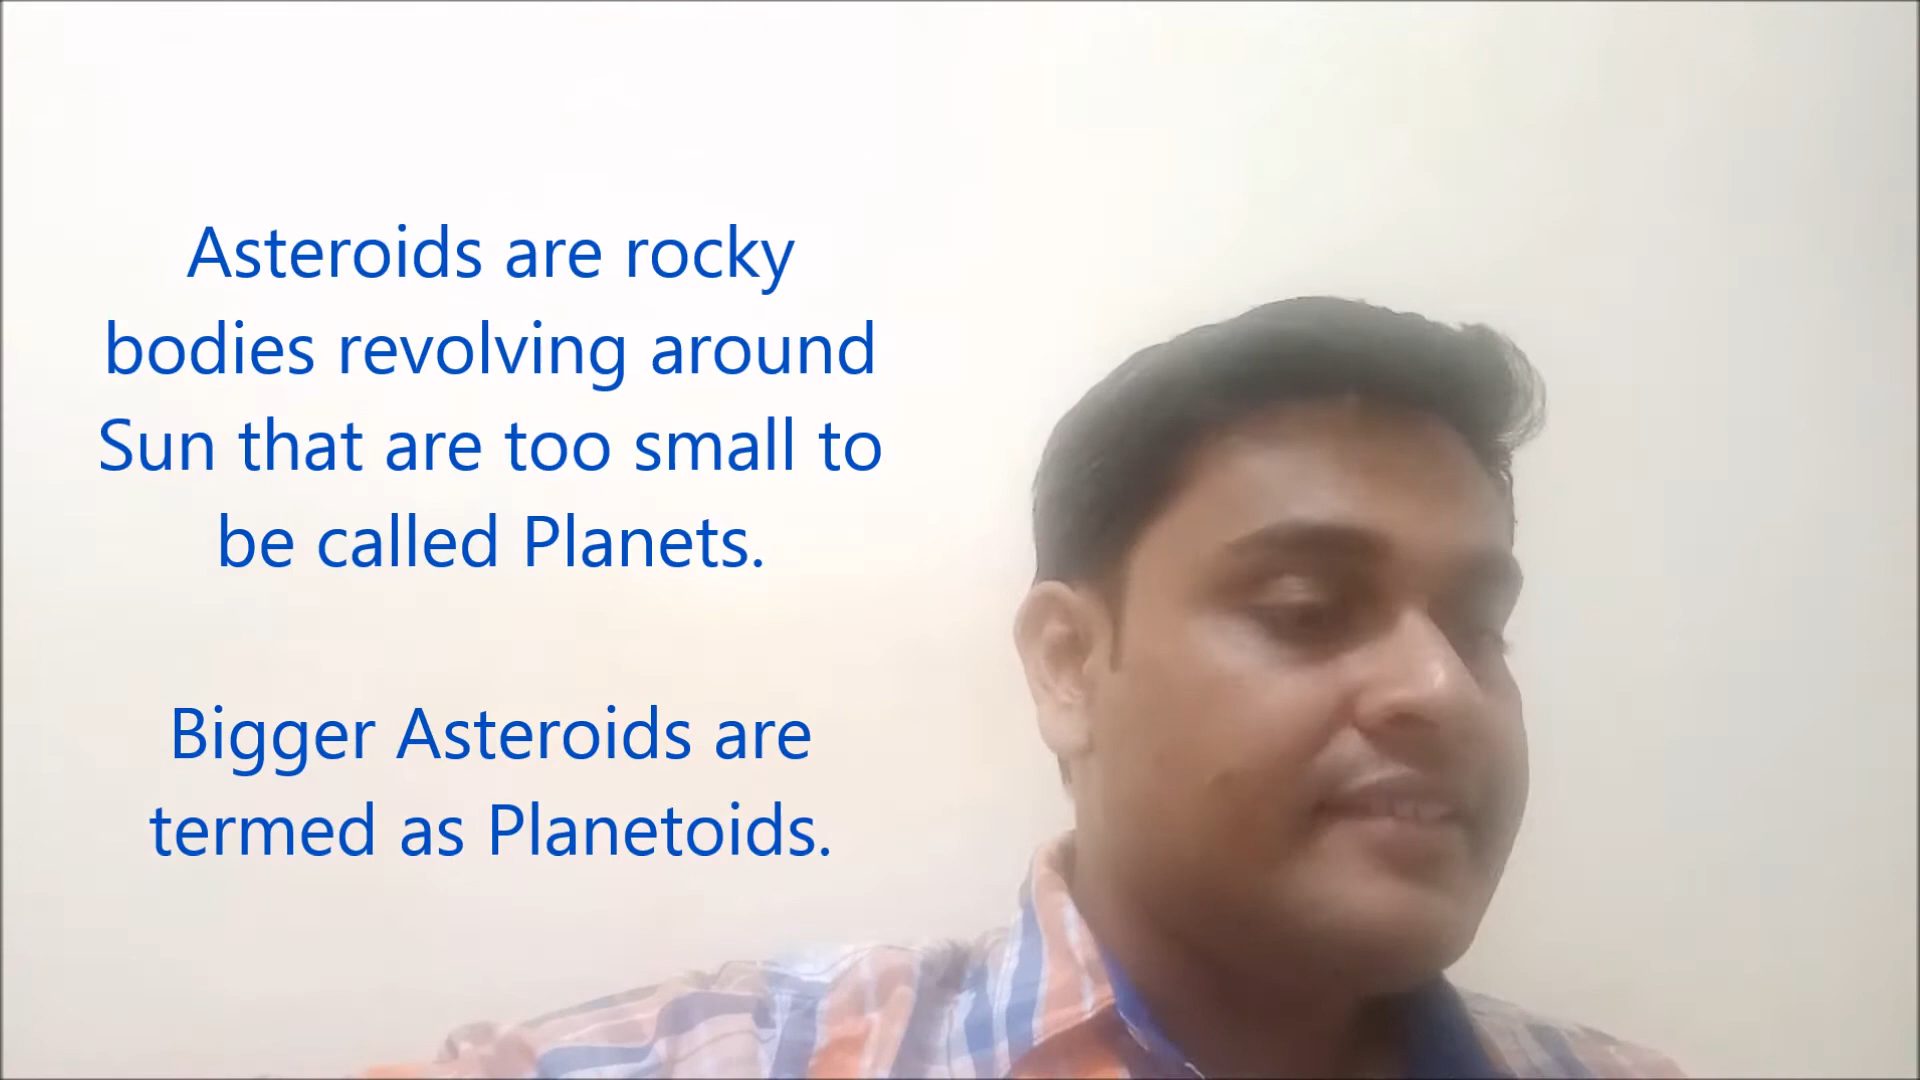 Asteroids are rocky
bodies revolving around
Sun that are too small to
be called Planets.
Bigger Asteroids are
termed as Planetoids.